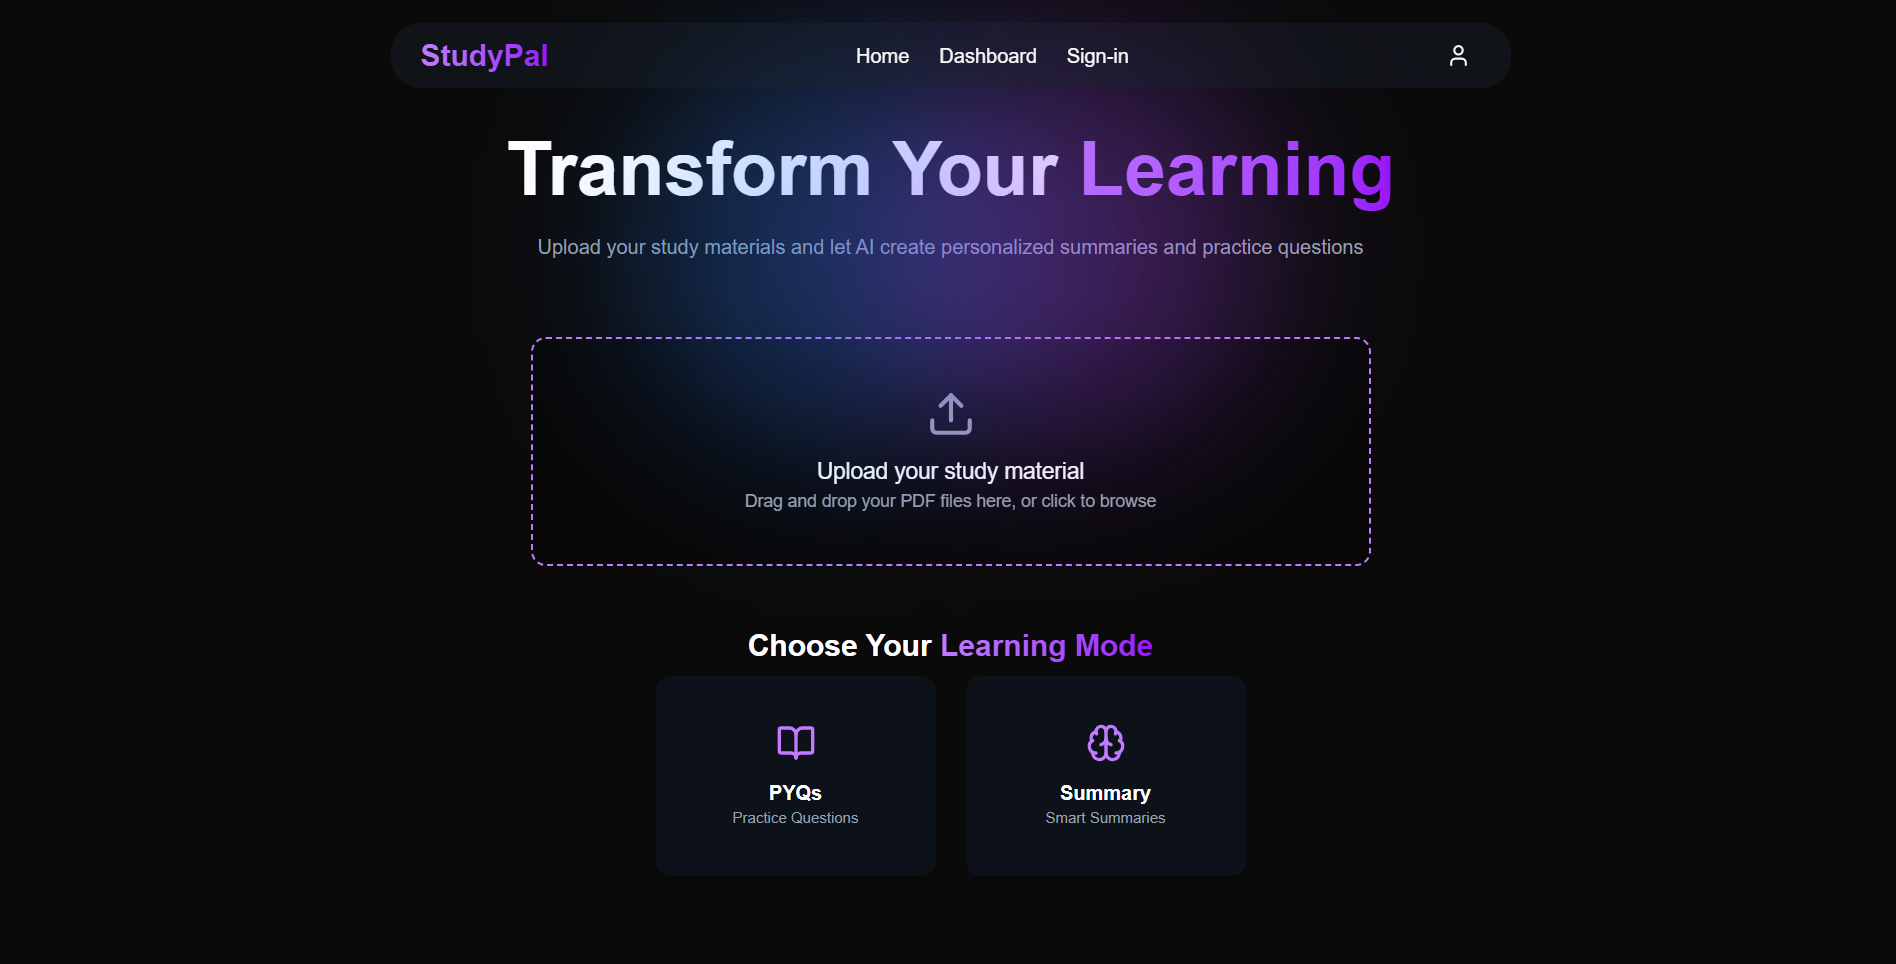 StudyPal
Home Dashboard Sign-in
Transform Your Learning
Upload your study materials and let AI create personalized summaries and practice questions
Upload your study material
Drag and drop your PDF files here, or click to browse
Choose Your Learning Mode
PYQs
Practice Questions
Summary
Smart Summaries